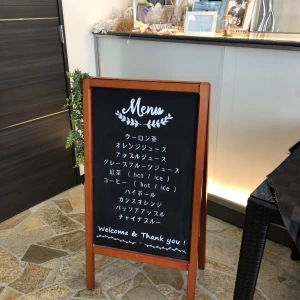 Menu
ウーロン茶
オレンジジュース
アップルジュース
グレープフルーツジュース
紅茶 ( hot / ice )
コーヒー ( hot / ice )
ハイボール
カシスオレンジ
パッソアアップル
チャイナブルー
Welcome & Thank you !